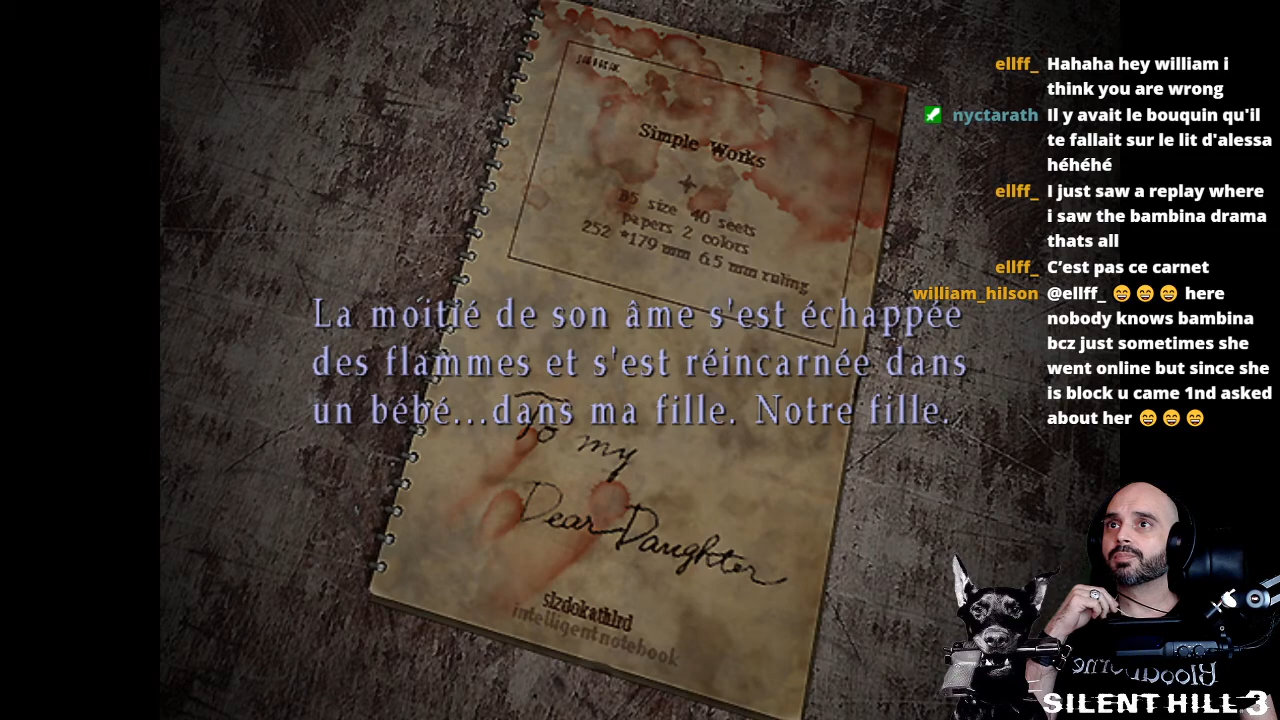 Simple Works
B5 size 40 seets
papers 2 colors
252 *179 mm 6.5 mm ruling
La moitié de son âme s'est échappée
des flammes et s'est réincarnée dans
un bébé...dans ma fille. Notre fille.
To my
Dear Daughter
slzdokathird
intelligent notebook
ellff_ Hahaha hey william i
think you are wrong
nyctarath Il y avait le bouquin qu'il
te fallait sur le lit d'alessa
héhéhé
ellff_ I just saw a replay where
i saw the bambina drama
thats all
ellff_ C’est pas ce carnet
william_hilson @ellff_ 😁😁😁 here
nobody knows bambina
bcz just sometimes she
went online but since she
is block u came 1nd asked
about her 😁😁😁
Bloodborne
SILENT HILL 3